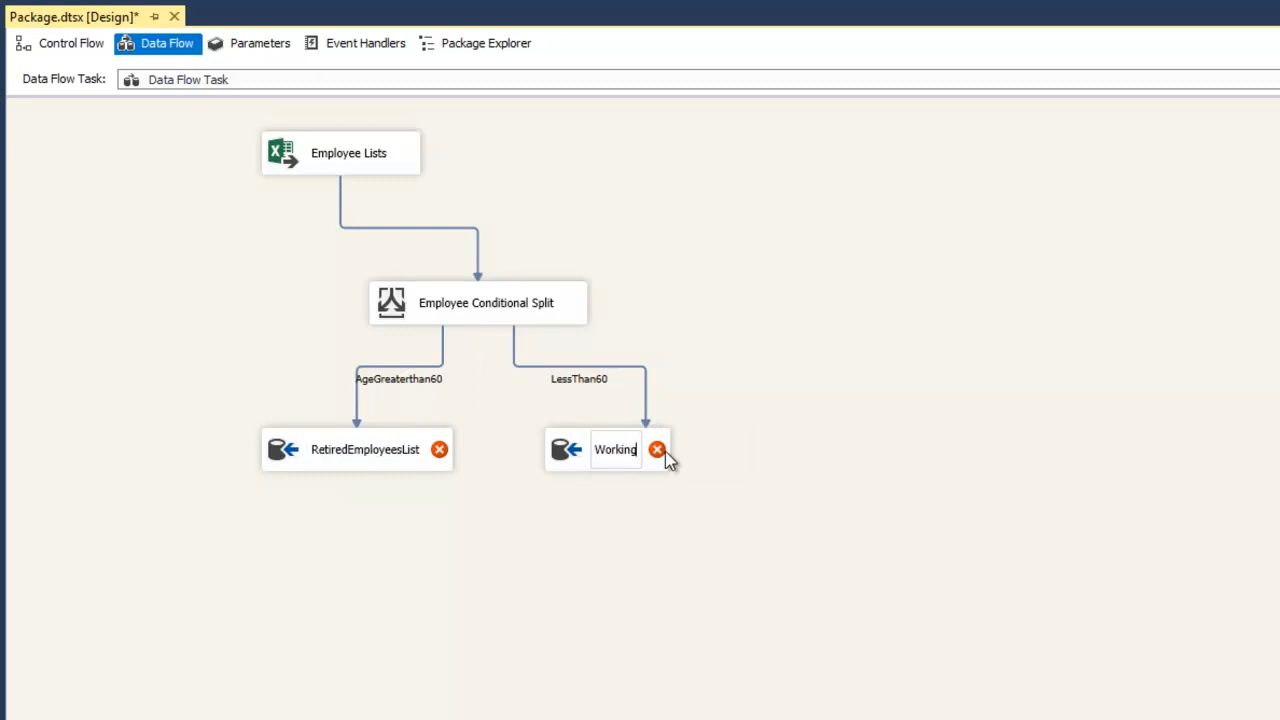 Package.dtsx [Design]*
Control Flow Data Flow Parameters Event Handlers Package Explorer
Data Flow Task: Data Flow Task
Employee Lists
Employee Conditional Split
AgeGreaterthan60 LessThan60
RetiredEmployeesList Working